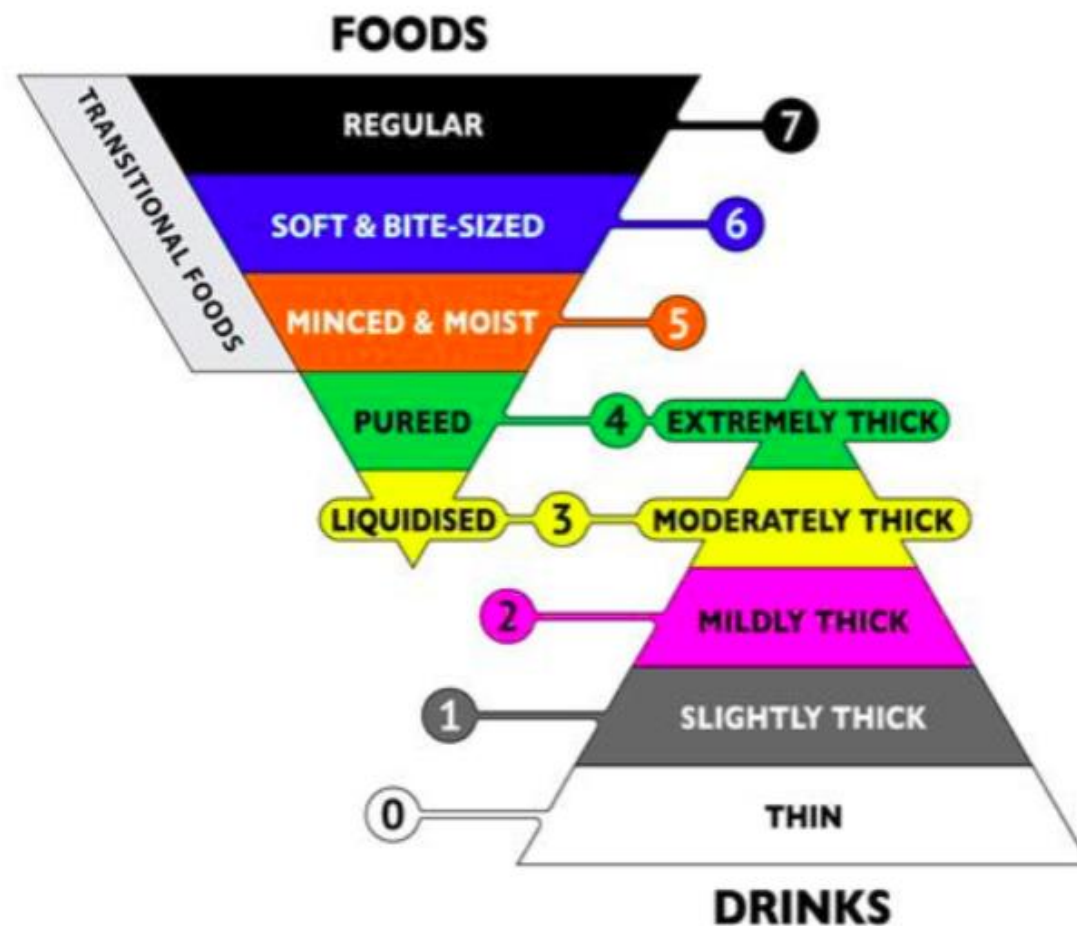 FOODS
TRANSITIONAL FOODS
REGULAR
7
SOFT & BITE-SIZED
6
MINCED & MOIST
5
PUREED
4
EXTREMELY THICK
LIQUIDISED
3
MODERATELY THICK
2
MILDLY THICK
1
SLIGHTLY THICK
0
THIN
DRINKS